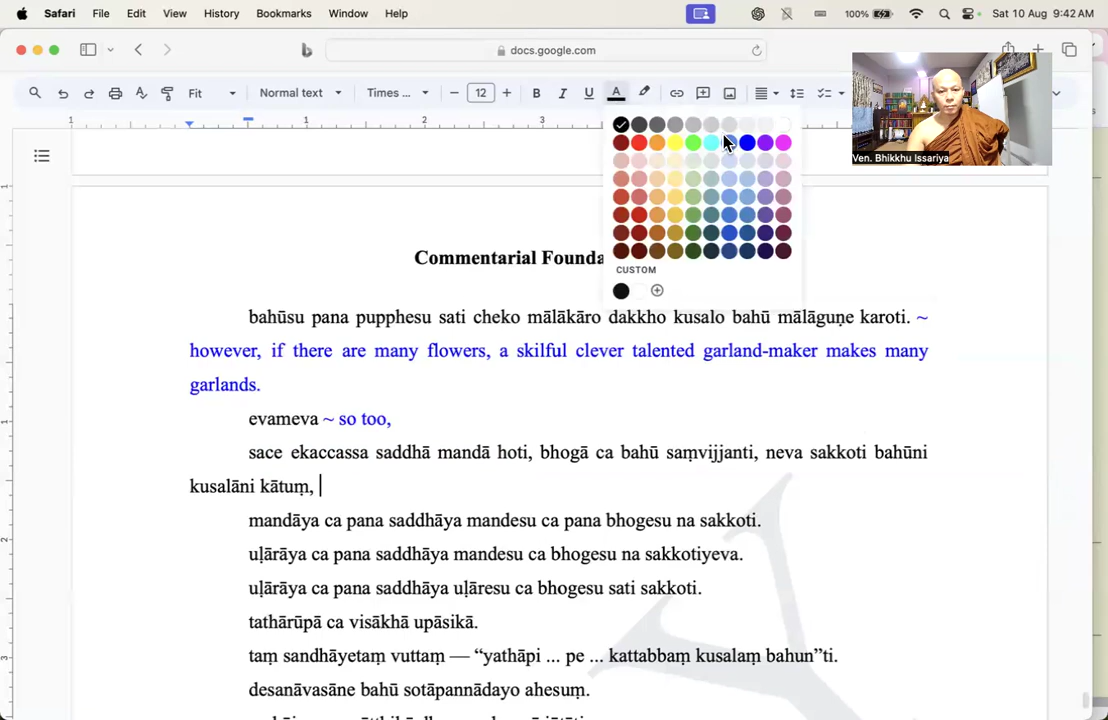 Safari File Edit View History Bookmarks Window Help 100% Sat 10 Aug 9:42 AM
docs.google.com
Fit Normal text Times ... 12
1 1 2 3
Ven. Bhikkhu Issariya
CUSTOM
Commentarial Founda
bahūsu pana pupphesu sati cheko mālākāro dakkho kusalo bahū mālāguṇe karoti. ~
however, if there are many flowers, a skilful clever talented garland-maker makes many
garlands.
evameva ~ so too,
sace ekaccassa saddhā mandā hoti, bhogā ca bahū saṃvijjanti, neva sakkoti bahūni
kusalāni kātuṃ,
mandāya ca pana saddhāya mandesu ca pana bhogesu na sakkoti.
uḷārāya ca pana saddhāya mandesu ca bhogesu na sakkotiyeva.
uḷārāya ca pana saddhāya uḷāresu ca bhogesu sati sakkoti.
tathārūpā ca visākhā upāsikā.
taṃ sandhāyetaṃ vuttaṃ — “yathāpi ... pe ... kattabbaṃ kusalaṃ bahun”ti.
desanāvasāne bahū sotāpannādayo ahesuṃ.